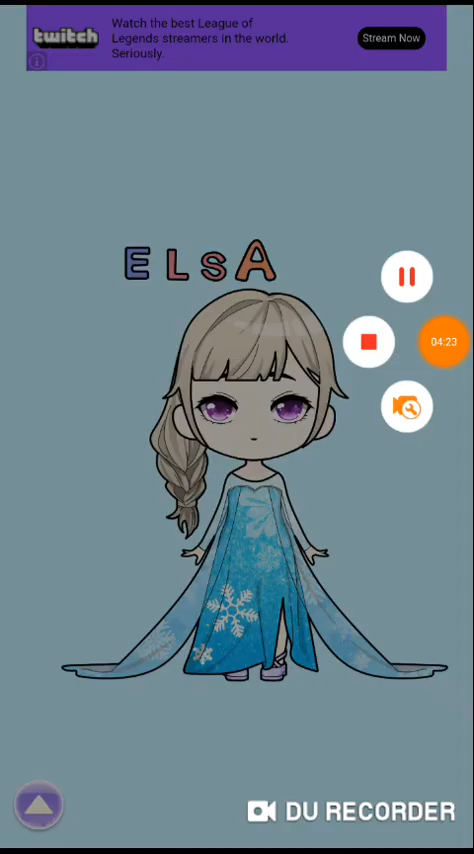 twitch
Watch the best League of
Legends streamers in the world.
Seriously.
Stream Now
ELSA
04:23
DU RECORDER